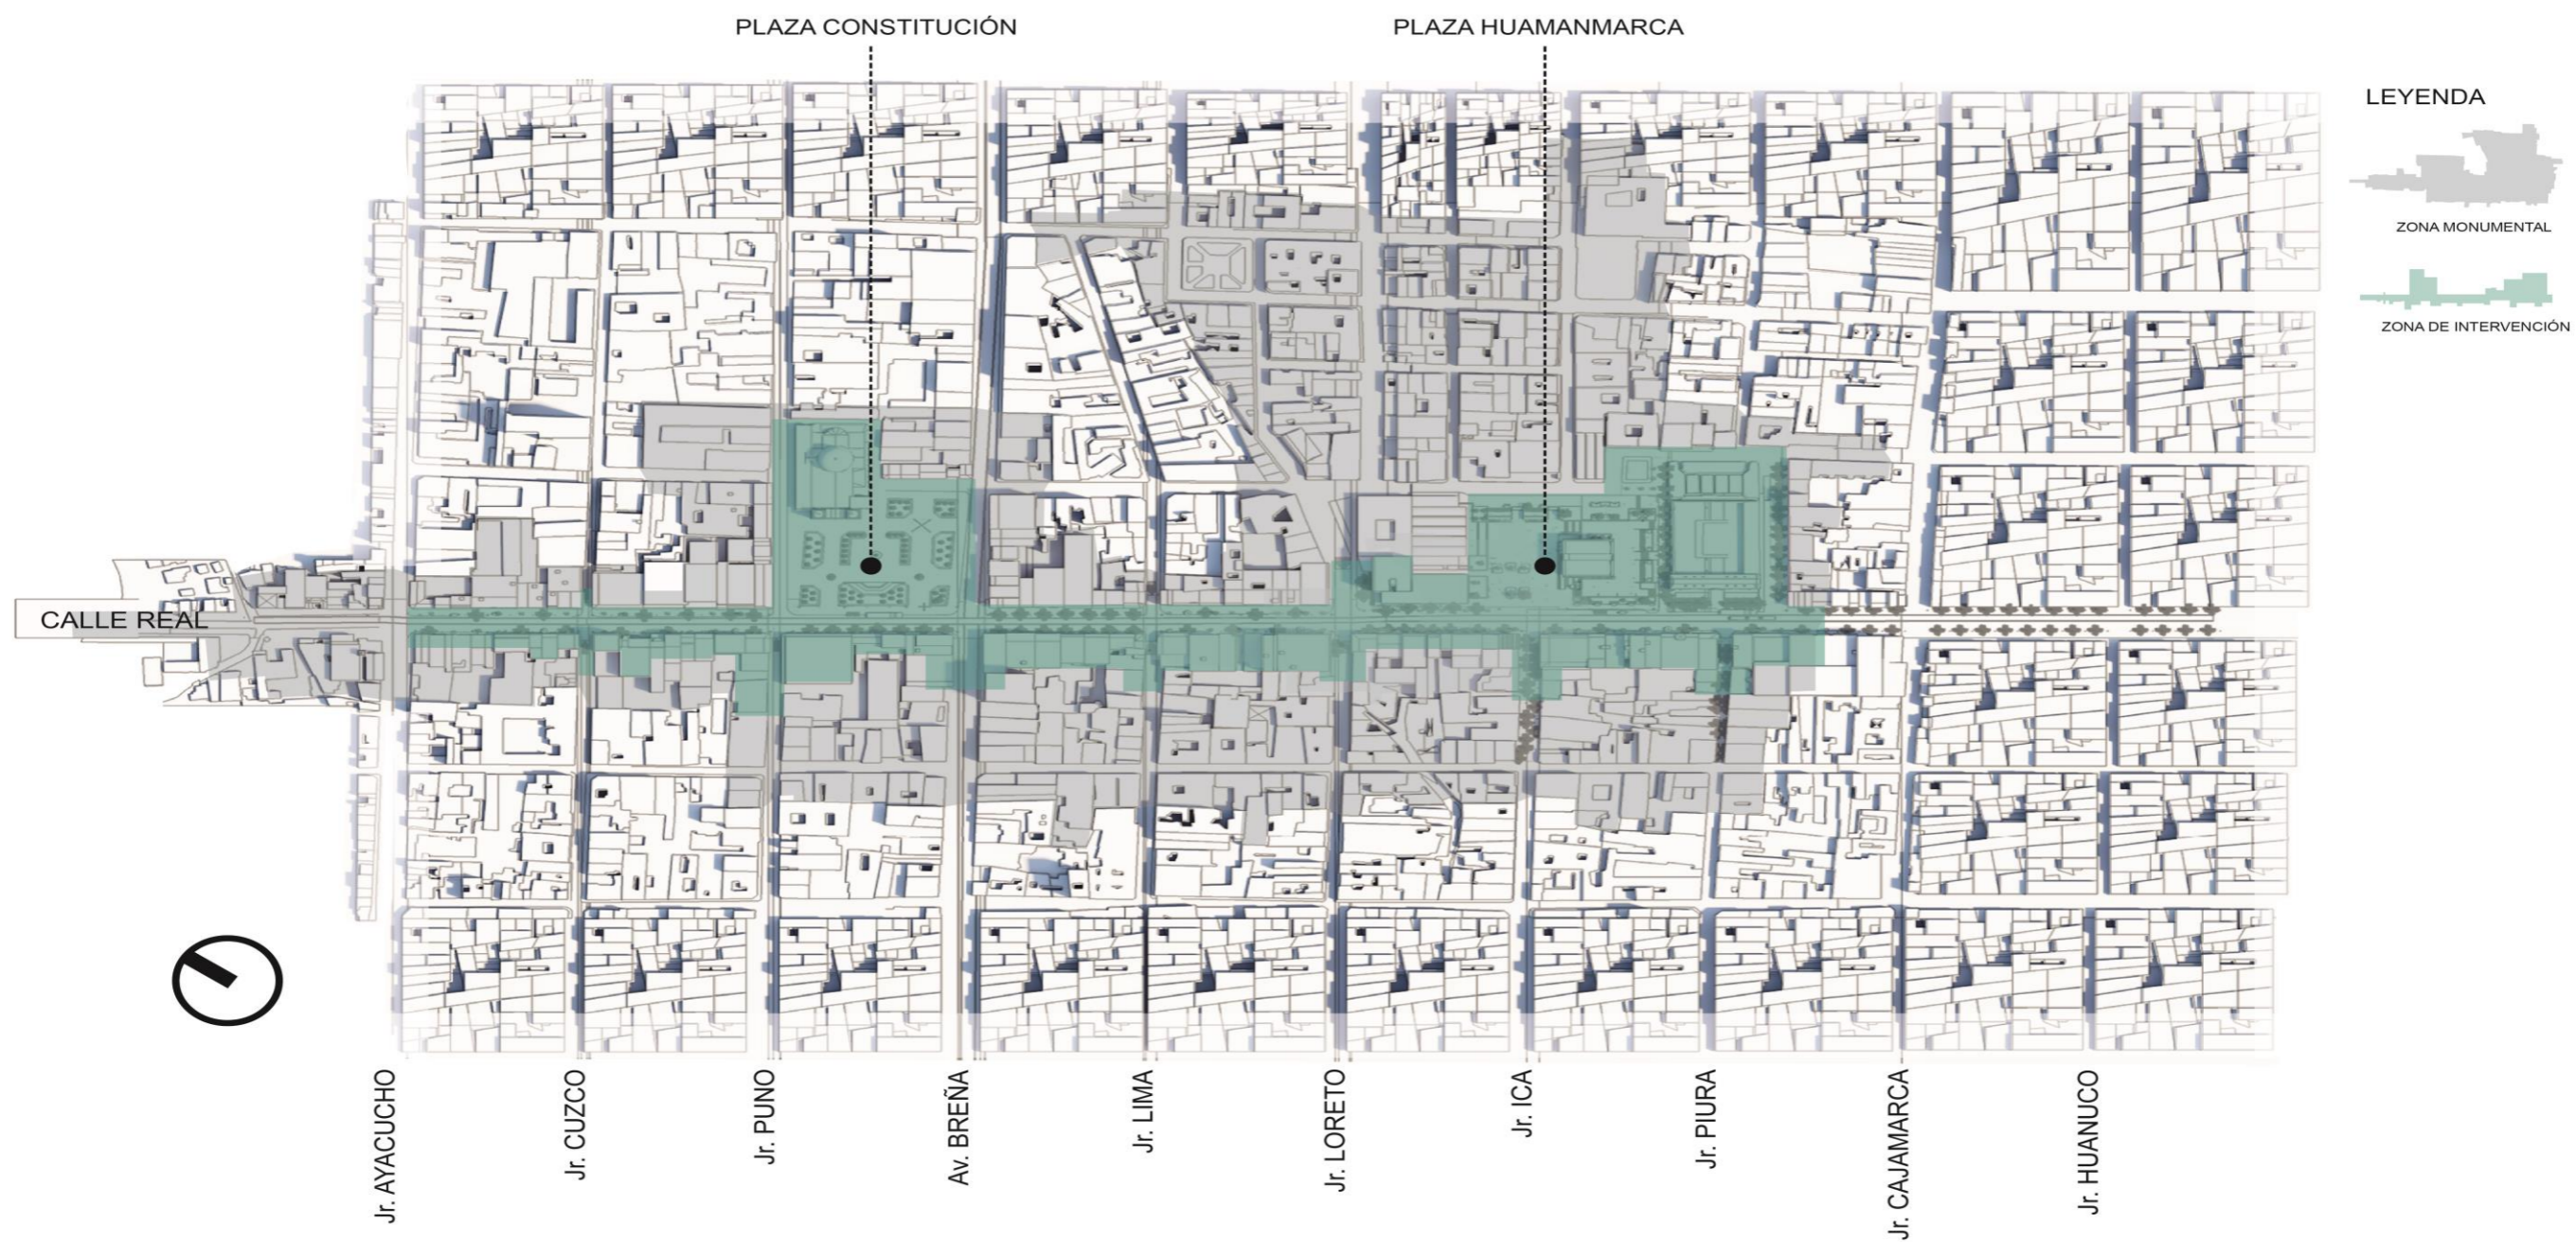 PLAZA CONSTITUCIÓN
PLAZA HUAMANMARCA
LEYENDA
ZONA MONUMENTAL
ZONA DE INTERVENCIÓN
CALLE REAL
Jr. AYACUCHO
Jr. CUZCO
Jr. PUNO
Av. BREÑA
Jr. LIMA
Jr. LORETO
Jr. ICA
Jr. PIURA
Jr. CAJAMARCA
Jr. HUANUCO